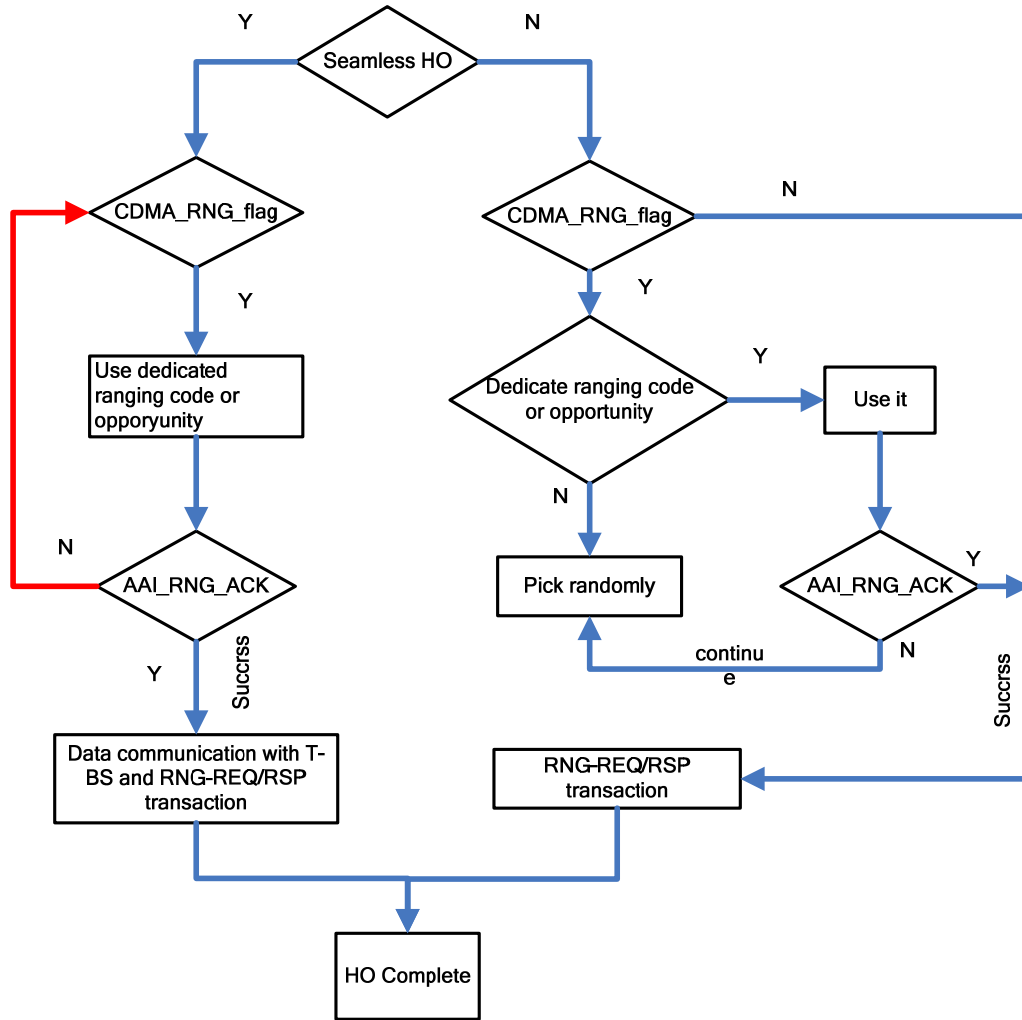 Y
N
Seamless HO
CDMA_RNG_flag
CDMA_RNG_flag
N
Y
Y
Use dedicated
ranging code or
opporyunity
Dedicate ranging code
or opportunity
Y
Use it
N
N
AAI_RNG_ACK
Pick randomly
AAI_RNG_ACK
Y
Y
Succrss
continu
e
N
Succrss
Data communication with T-
BS and RNG-REQ/RSP
transaction
RNG-REQ/RSP
transaction
HO Complete